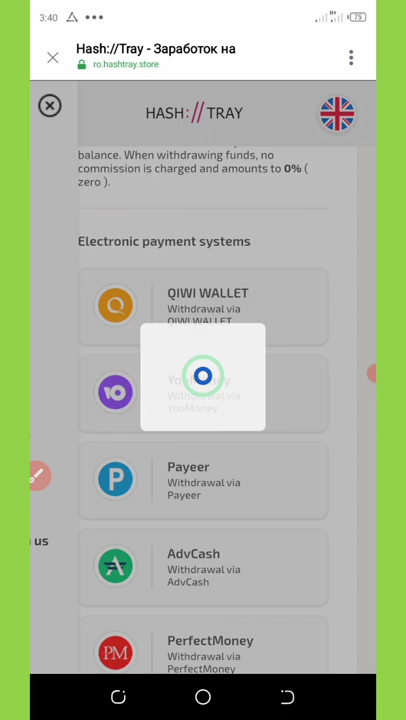 3:40
75
Hash://Tray - Заработок на
ro.hashtray.store
HASH://TRAY
balance. When withdrawing funds, no
commission is charged and amounts to 0% (
zero ).
Electronic payment systems
QIWI WALLET
Withdrawal via
QIWI WALLET
YooMoney
Withdrawal via
YooMoney
Payeer
Withdrawal via
Payeer
us
AdvCash
Withdrawal via
AdvCash
PerfectMoney
PM
Withdrawal via
PerfectMoney